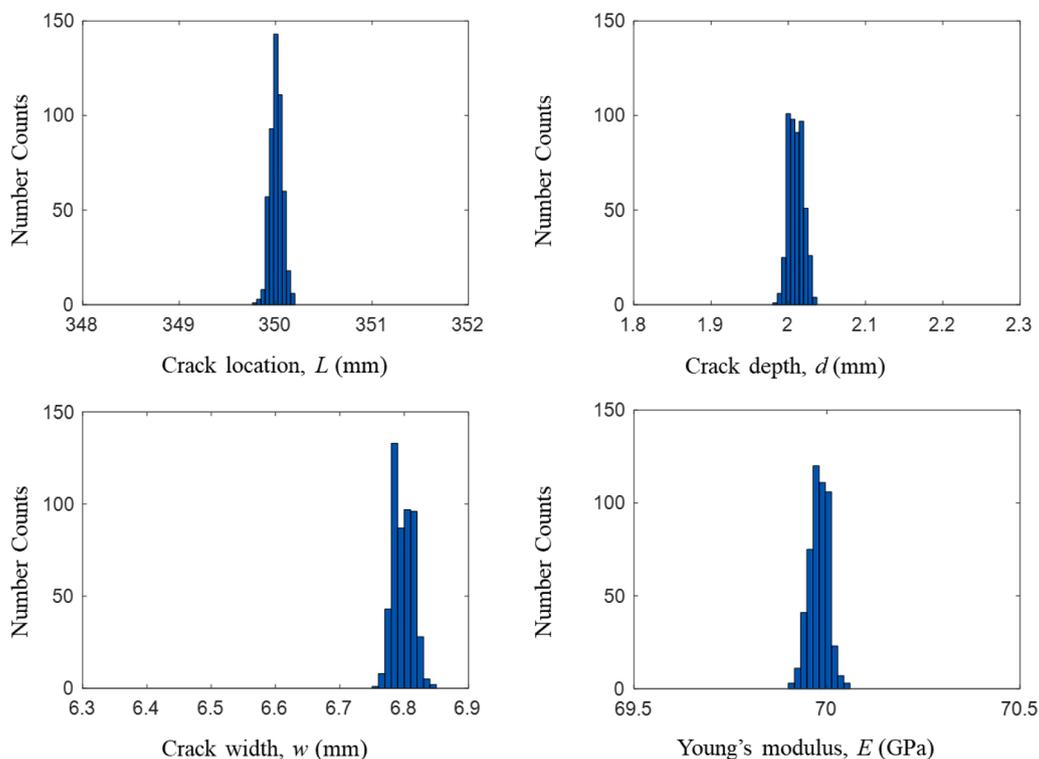 150
100
50
0
348 349 350 351 352
Number Counts
Crack location, L (mm)
150
100
50
0
1.8 1.9 2 2.1 2.2 2.3
Number Counts
Crack depth, d (mm)
150
100
50
0
6.3 6.4 6.5 6.6 6.7 6.8 6.9
Number Counts
Crack width, w (mm)
150
100
50
0
69.5 70 70.5
Number Counts
Young's modulus, E (GPa)